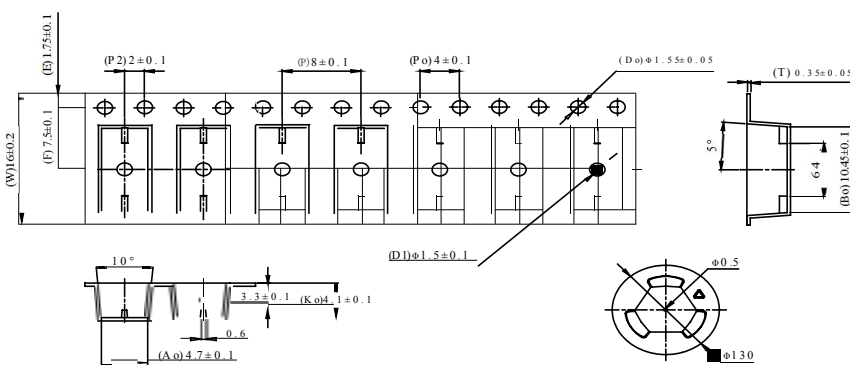 (E) 1.75±0.1
(P2) 2±0.1
(P) 8±0.1
(Po) 4±0.1
(Do) Φ1.55±0.05
(T) 0.35±0.05
(W)16±0.2
(F) 7.5±0.1
5°
6.4
(Bo) 10.45±0.1
(D1)Φ1.5±0.1
10°
3.3±0.1
(Ko)4.1±0.1
0.6
(Ao)4.7±0.1
Φ0.5
Φ130